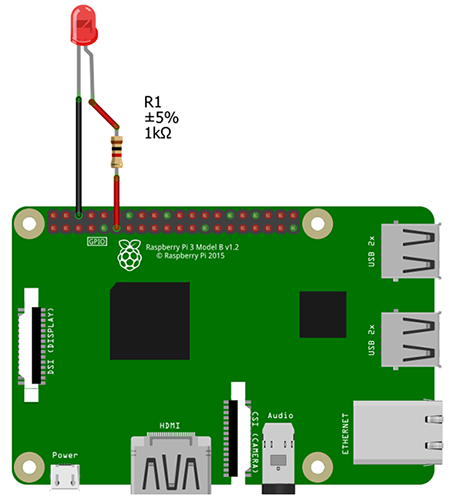 R1
±5%
1kΩ
GPIO
Raspberry Pi 3 Model B v1.2
© Raspberry Pi 2015
USB 2x
DSI (DISPLAY)
USB 2x
Power
HDMI
CSI (CAMERA)
Audio
ETHERNET